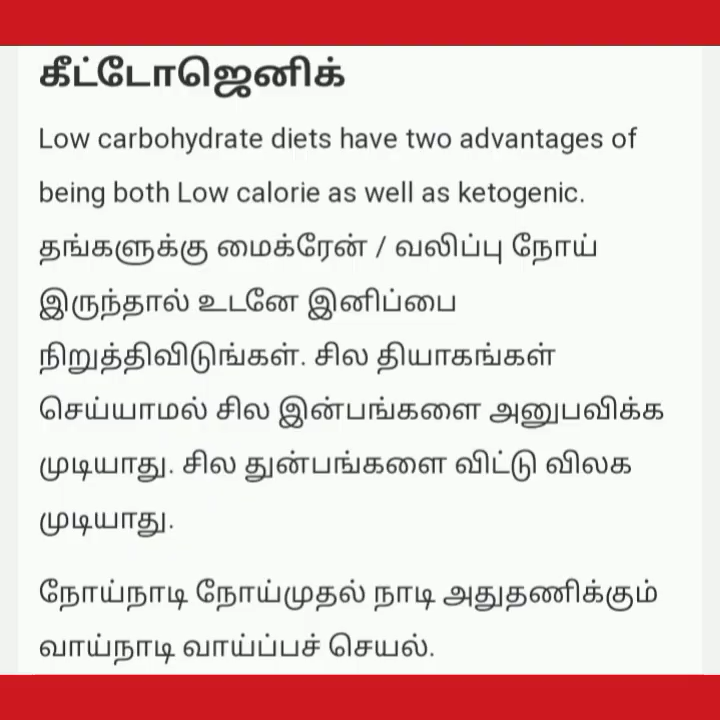 கீட்டோஜெனிக்
Low carbohydrate diets have two advantages of
being both Low calorie as well as ketogenic.
தங்களுக்கு மைக்ரேன் / வலிப்பு நோய்
இருந்தால் உடனே இனிப்பை
நிறுத்திவிடுங்கள். சில தியாகங்கள்
செய்யாமல் சில இன்பங்களை அனுபவிக்க
முடியாது. சில துன்பங்களை விட்டு விலக
முடியாது.
நோய்நாடி நோய்முதல் நாடி அதுதணிக்கும்
வாய்நாடி வாய்ப்பச் செயல்.